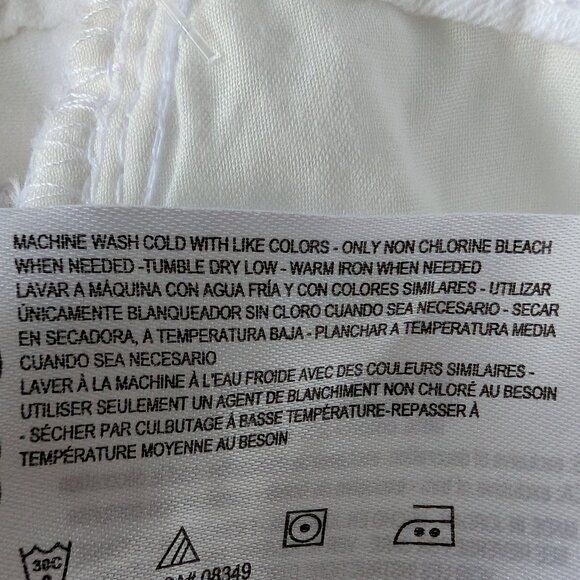 MACHINE WASH COLD WITH LIKE COLORS - ONLY NON CHLORINE BLEACH
WHEN NEEDED -TUMBLE DRY LOW - WARM IRON WHEN NEEDED
LAVAR A MÁQUINA CON AGUA FRÍA Y CON COLORES SIMILARES - UTILIZAR
ÚNICAMENTE BLANQUEADOR SIN CLORO CUANDO SEA NECESARIO - SECAR
EN SECADORA, A TEMPERATURA BAJA - PLANCHAR A TEMPERATURA MEDIA
CUANDO SEA NECESARIO
LAVER À LA MACHINE À L'EAU FROIDE AVEC DES COULEURS SIMILAIRES -
UTILISER SEULEMENT UN AGENT DE BLANCHIMENT NON CHLORÉ AU BESOIN
- SÉCHER PAR CULBUTAGE À BASSE TEMPÉRATURE-REPASSER À
TEMPÉRATURE MOYENNE AU BESOIN
30C
CA# 08349